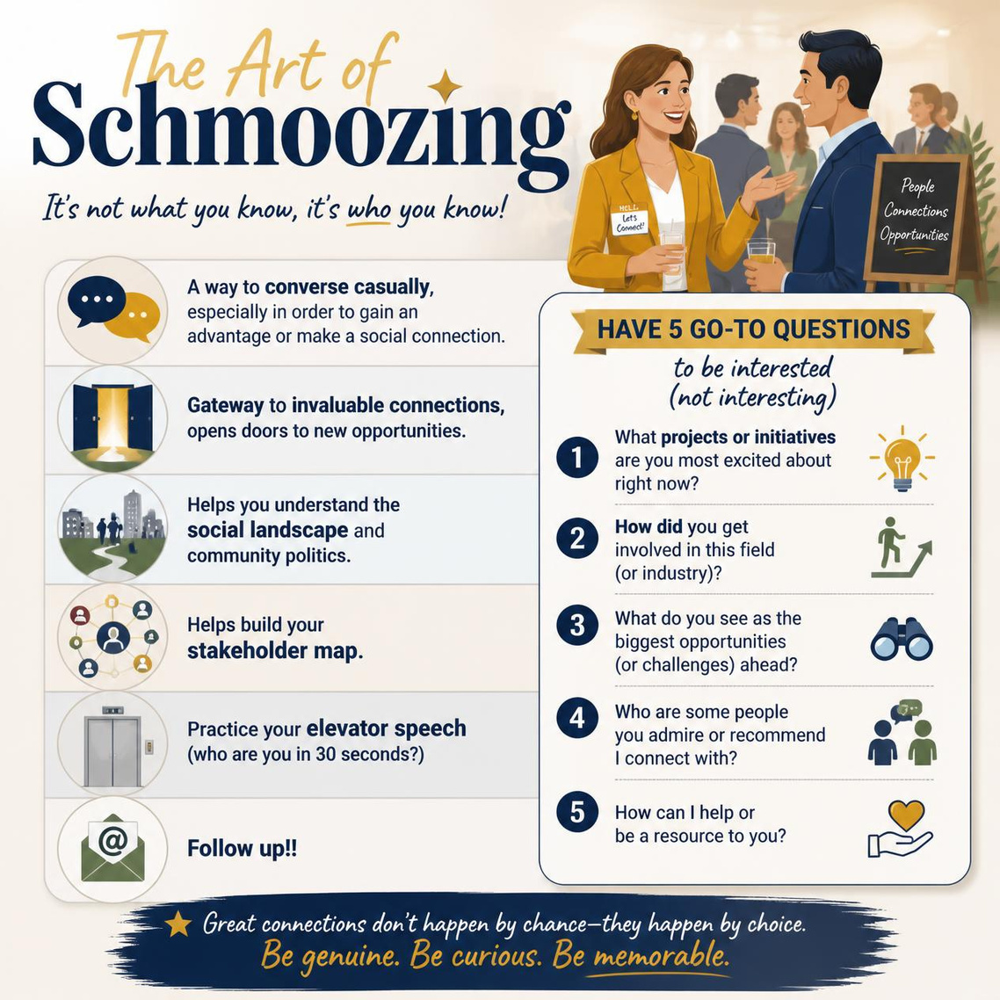 The Art of
Schmoozing
It's not what you know, it's who you know!
HELLO
Let's
Connect!
People
Connections
Opportunities
A way to converse casually,
especially in order to gain an
advantage or make a social connection.
Gateway to invaluable connections,
opens doors to new opportunities.
Helps you understand the
social landscape and
community politics.
Helps build your
stakeholder map.
Practice your elevator speech
(who are you in 30 seconds?)
@
Follow up!!
HAVE 5 GO-TO QUESTIONS
to be interested
(not interesting)
1
What projects or initiatives
are you most excited about
right now?
2
How did you get
involved in this field
(or industry)?
3
What do you see as the
biggest opportunities
(or challenges) ahead?
4
Who are some people
you admire or recommend
I connect with?
5
How can I help or
be a resource to you?
Great connections don't happen by chance—they happen by choice.
Be genuine. Be curious. Be memorable.